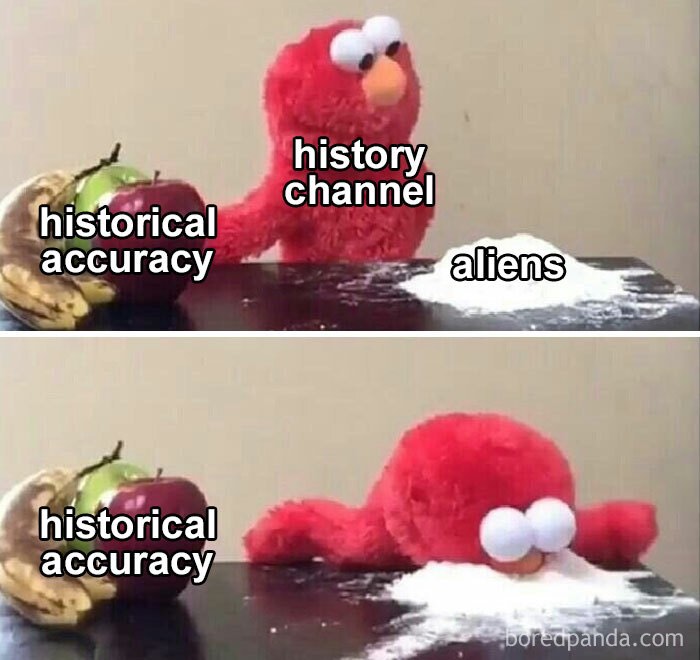 history
channel
historical
accuracy
aliens
historical
accuracy
boredpanda.com